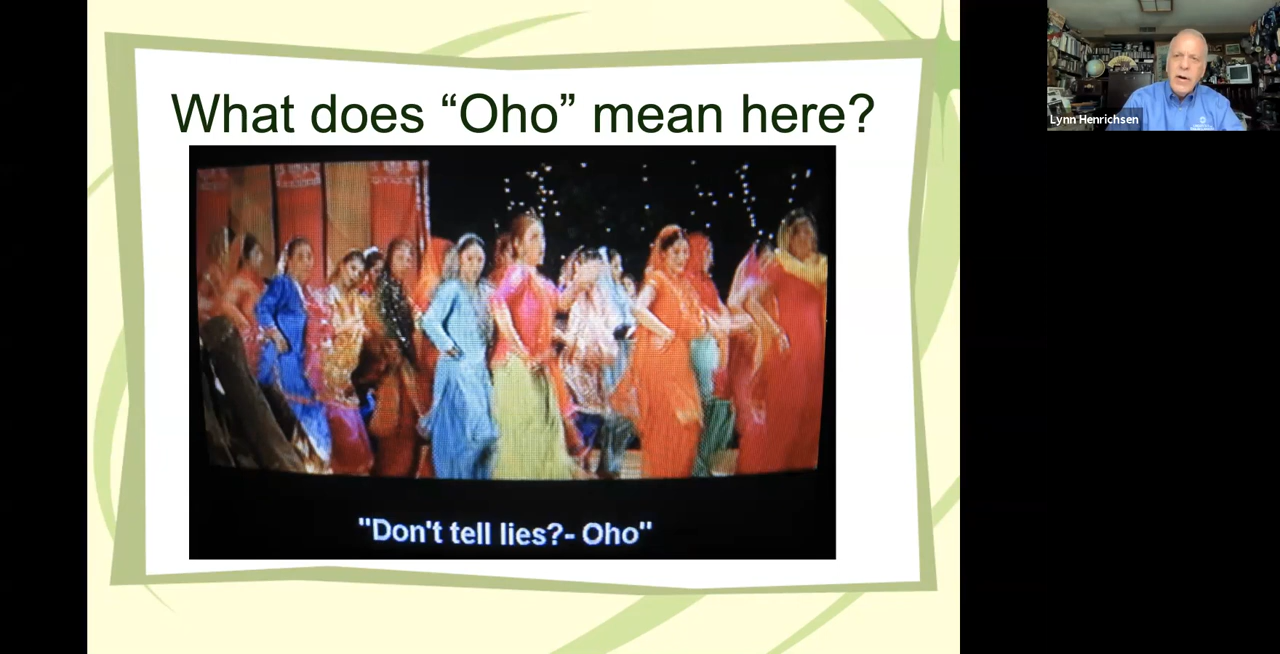 What does “Oho” mean here?
"Don't tell lies?- Oho"
Lynn Henrichsen